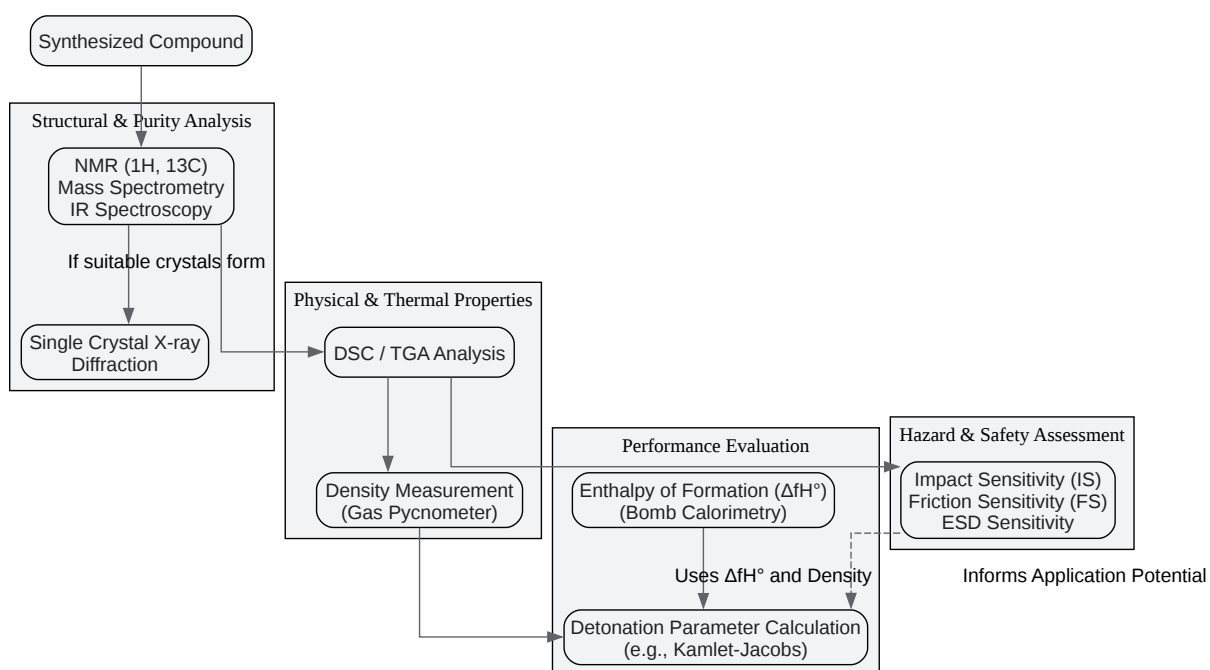 Synthesized Compound
Structural & Purity Analysis
NMR (1H, 13C)
Mass Spectrometry
IR Spectroscopy
If suitable crystals form
Single Crystal X-ray
Diffraction
Physical & Thermal Properties
DSC / TGA Analysis
Density Measurement
(Gas Pycnometer)
Performance Evaluation
Enthalpy of Formation (ΔfH°)
(Bomb Calorimetry)
Uses ΔfH° and Density
Detonation Parameter Calculation
(e.g., Kamlet-Jacobs)
Hazard & Safety Assessment
Impact Sensitivity (IS)
Friction Sensitivity (FS)
ESD Sensitivity
Informs Application Potential